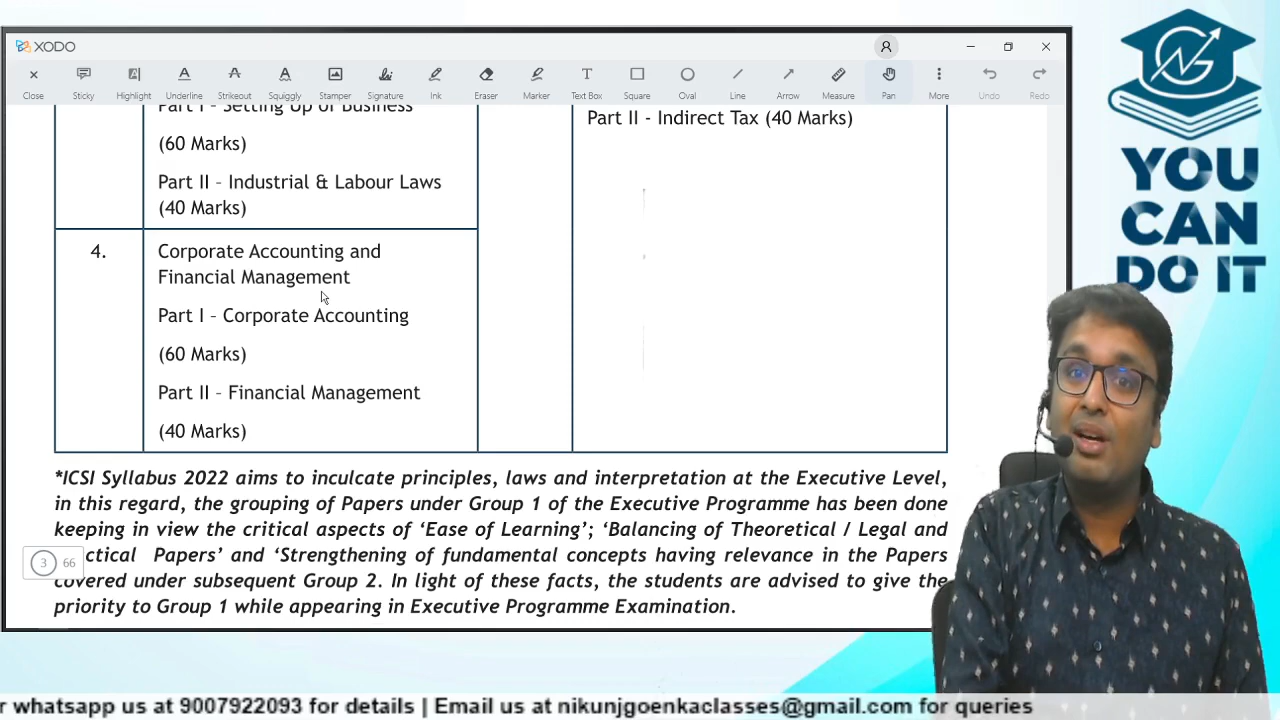 XODO
Close
Sticky
Highlight
Underline
Strikeout
Squiggly
Stamper
Signature
Ink
Eraser
Marker
Text Box
Square
Oval
Line
Arrow
Measure
Pan
More
Undo
Redo
Part I - Setting Up of Business
(60 Marks)
Part II – Industrial & Labour Laws
(40 Marks)
Part II - Indirect Tax (40 Marks)
4.
Corporate Accounting and
Financial Management
Part I – Corporate Accounting
(60 Marks)
Part II – Financial Management
(40 Marks)
*ICSI Syllabus 2022 aims to inculcate principles, laws and interpretation at the Executive Level,
in this regard, the grouping of Papers under Group 1 of the Executive Programme has been done
keeping in view the critical aspects of ‘Ease of Learning’; ‘Balancing of Theoretical / Legal and
actical Papers’ and ‘Strengthening of fundamental concepts having relevance in the Papers
covered under subsequent Group 2. In light of these facts, the students are advised to give the
priority to Group 1 while appearing in Executive Programme Examination.
3 66
YOU
CAN
DO IT
r whatsapp us at 9007922093 for details | Email us at nikunjgoenkaclasses@gmail.com for queries